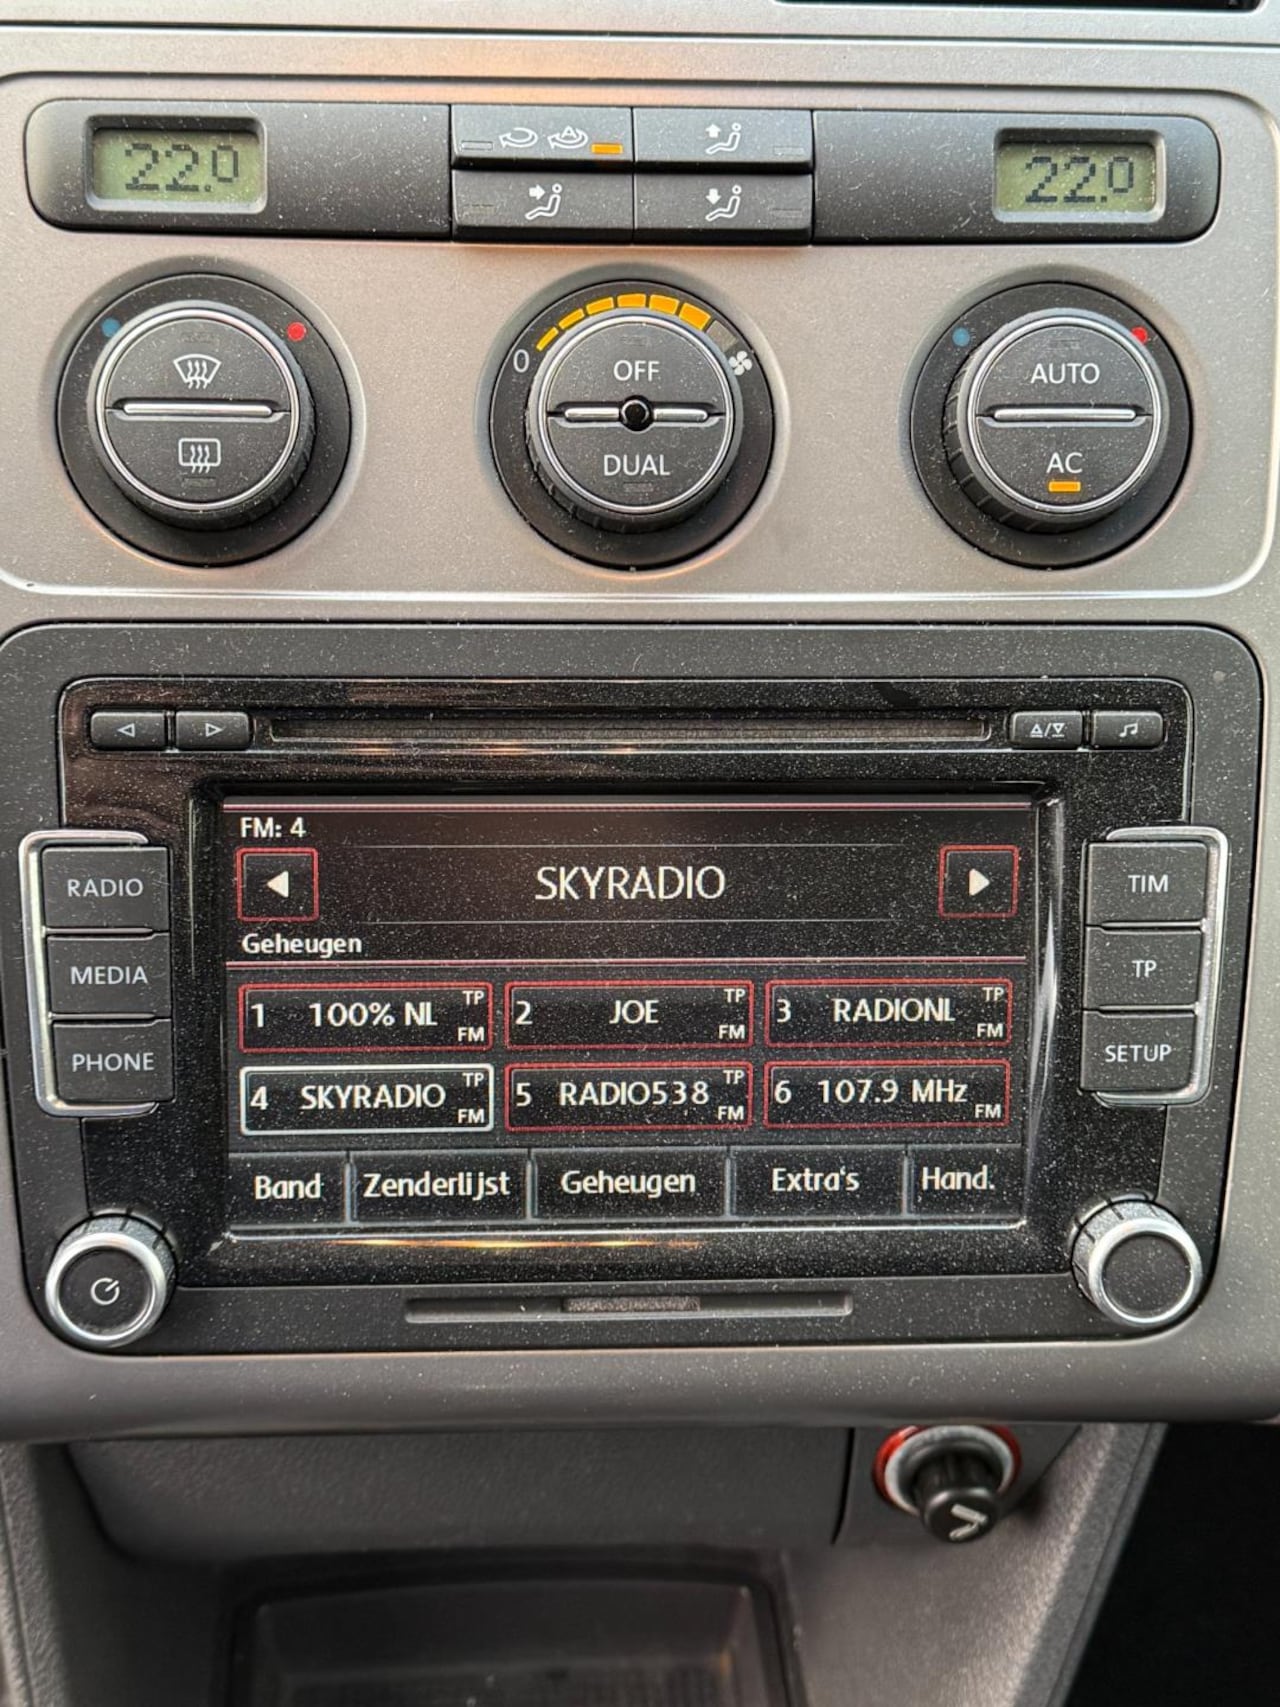 22.0
22.0
A
0
OFF
DUAL
AUTO
AC
RADIO
MEDIA
PHONE
TIM
TP
SETUP
FM: 4
SKYRADIO
Geheugen
1 100% NL TP FM
2 JOE TP FM
3 RADIONL TP FM
4 SKYRADIO TP FM
5 RADIO538 TP FM
6 107.9 MHz FM
Band Zenderlijst Geheugen Extra's Hand.